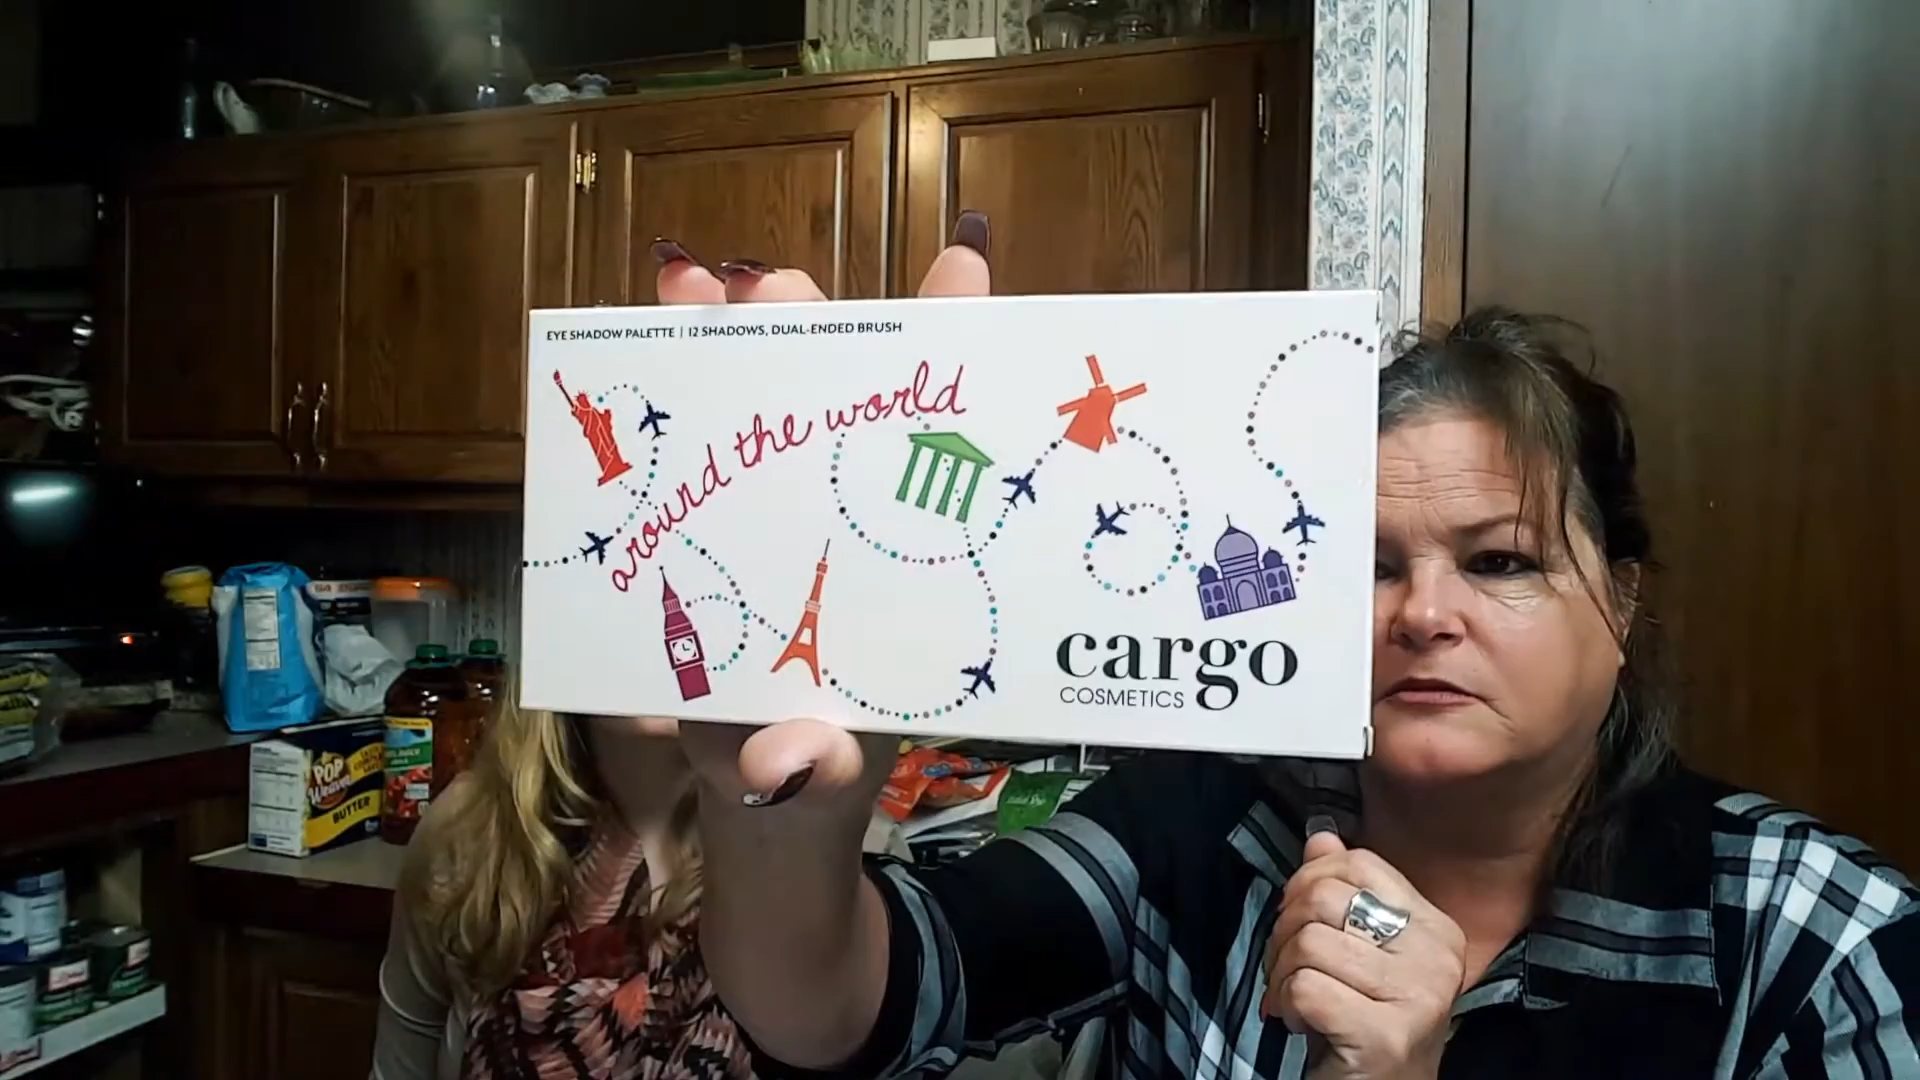 EYE SHADOW PALETTE | 12 SHADOWS, DUAL-ENDED BRUSH
around the world
cargo
COSMETICS
POP
Weaver
BUTTER